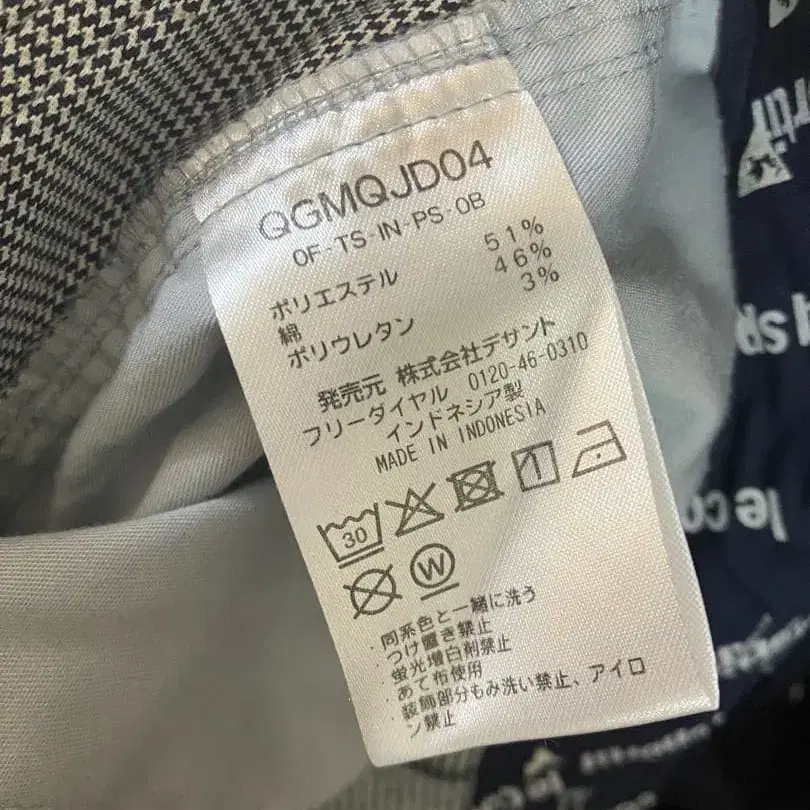 QGMQJD04
OF-TS-IN-PS-OB
ポリエステル 51%
綿 46%
ポリウレタン 3%
発売元 株式会社デサント
フリーダイヤル 0120-46-0310
インドネシア製
MADE IN INDONESIA
30
W
・同系色と一緒に洗う
・つけ置き禁止
・蛍光増白剤禁止
・あて布使用
・装飾部分もみ洗い禁止、アイロ
ン禁止
le co
sp